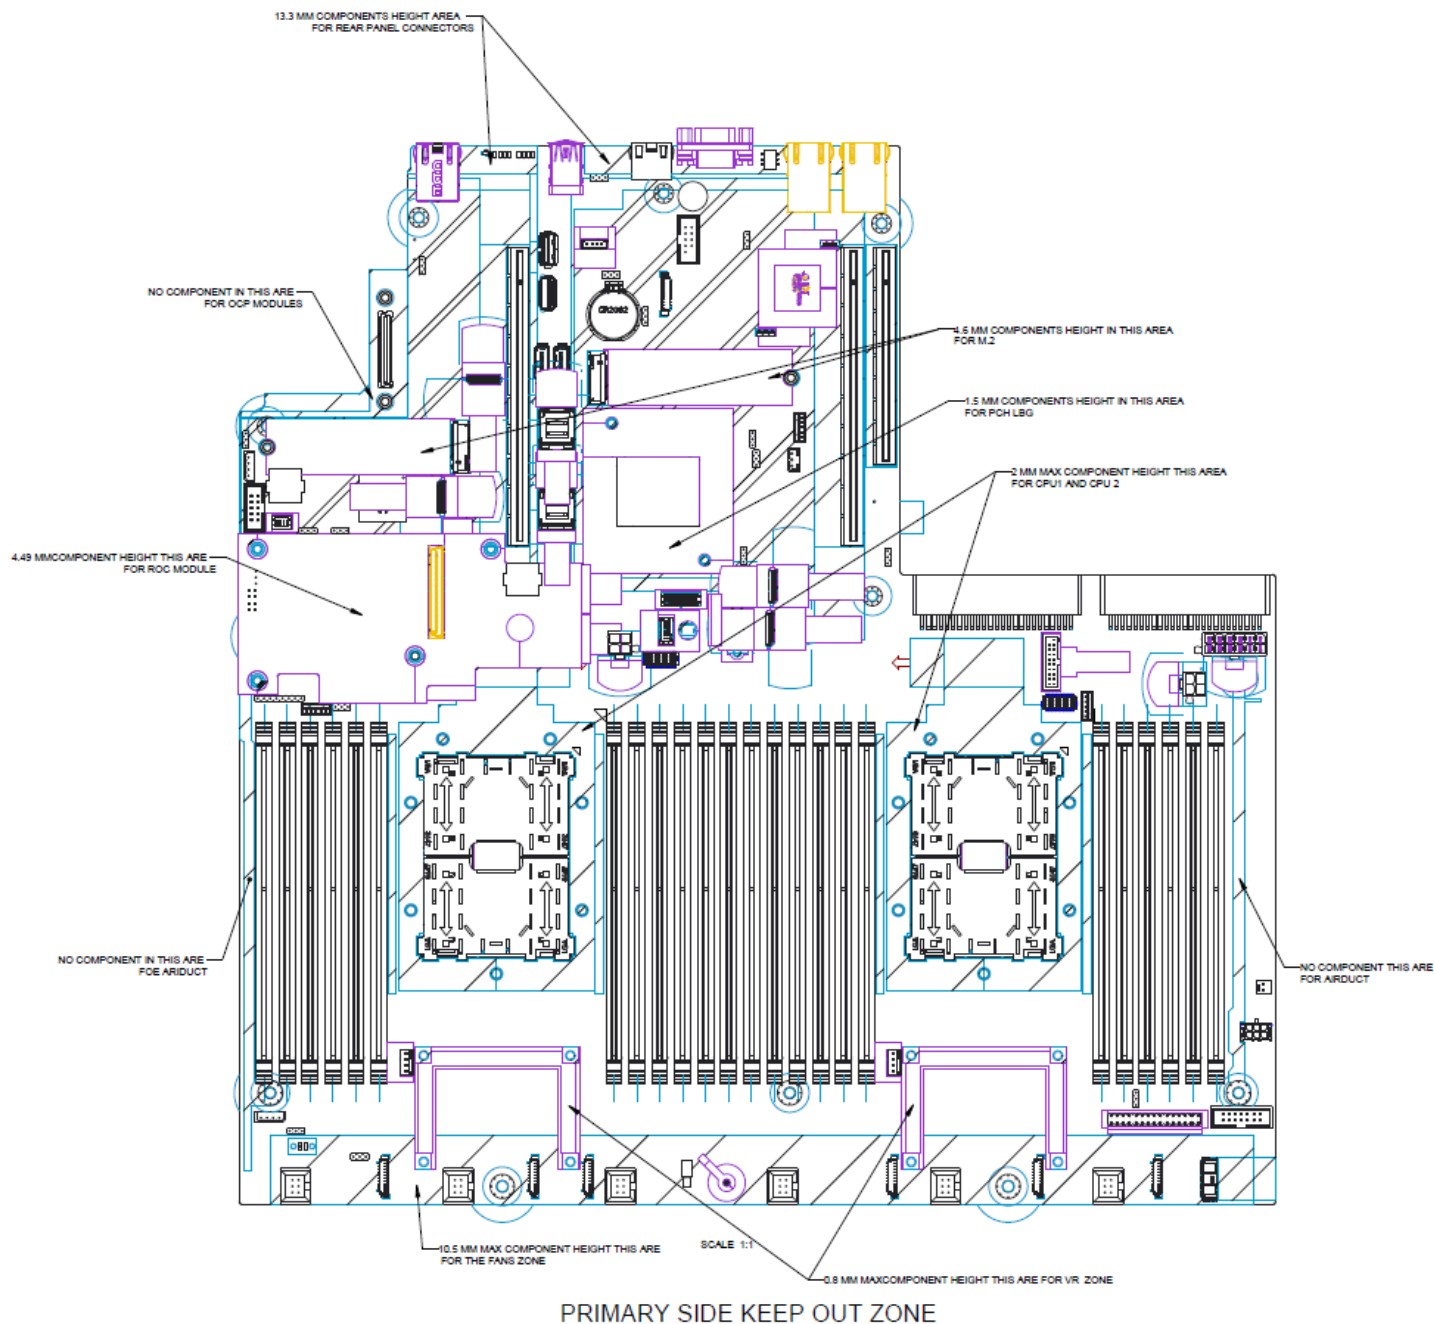 13.3 MM COMPONENTS HEIGHT AREA
FOR REAR PANEL CONNECTORS
NO COMPONENT IN THIS ARE
FOR OCP MODULES
CR2032
4.6 MM COMPONENTS HEIGHT IN THIS AREA
FOR M.2
1.5 MM COMPONENTS HEIGHT IN THIS AREA
FOR PCH LBG
2 MM MAX COMPONENT HEIGHT THIS AREA
FOR CPU1 AND CPU 2
4.49 MMCOMPONENT HEIGHT THIS ARE
FOR ROC MODULE
NO COMPONENT IN THIS ARE
FOE ARIDUCT
NO COMPONENT THIS ARE
FOR AIRDUCT
10.5 MM MAX COMPONENT HEIGHT THIS ARE
FOR THE FANS ZONE
SCALE 1:1
0.8 MM MAXCOMPONENT HEIGHT THIS ARE FOR VR ZONE
PRIMARY SIDE KEEP OUT ZONE